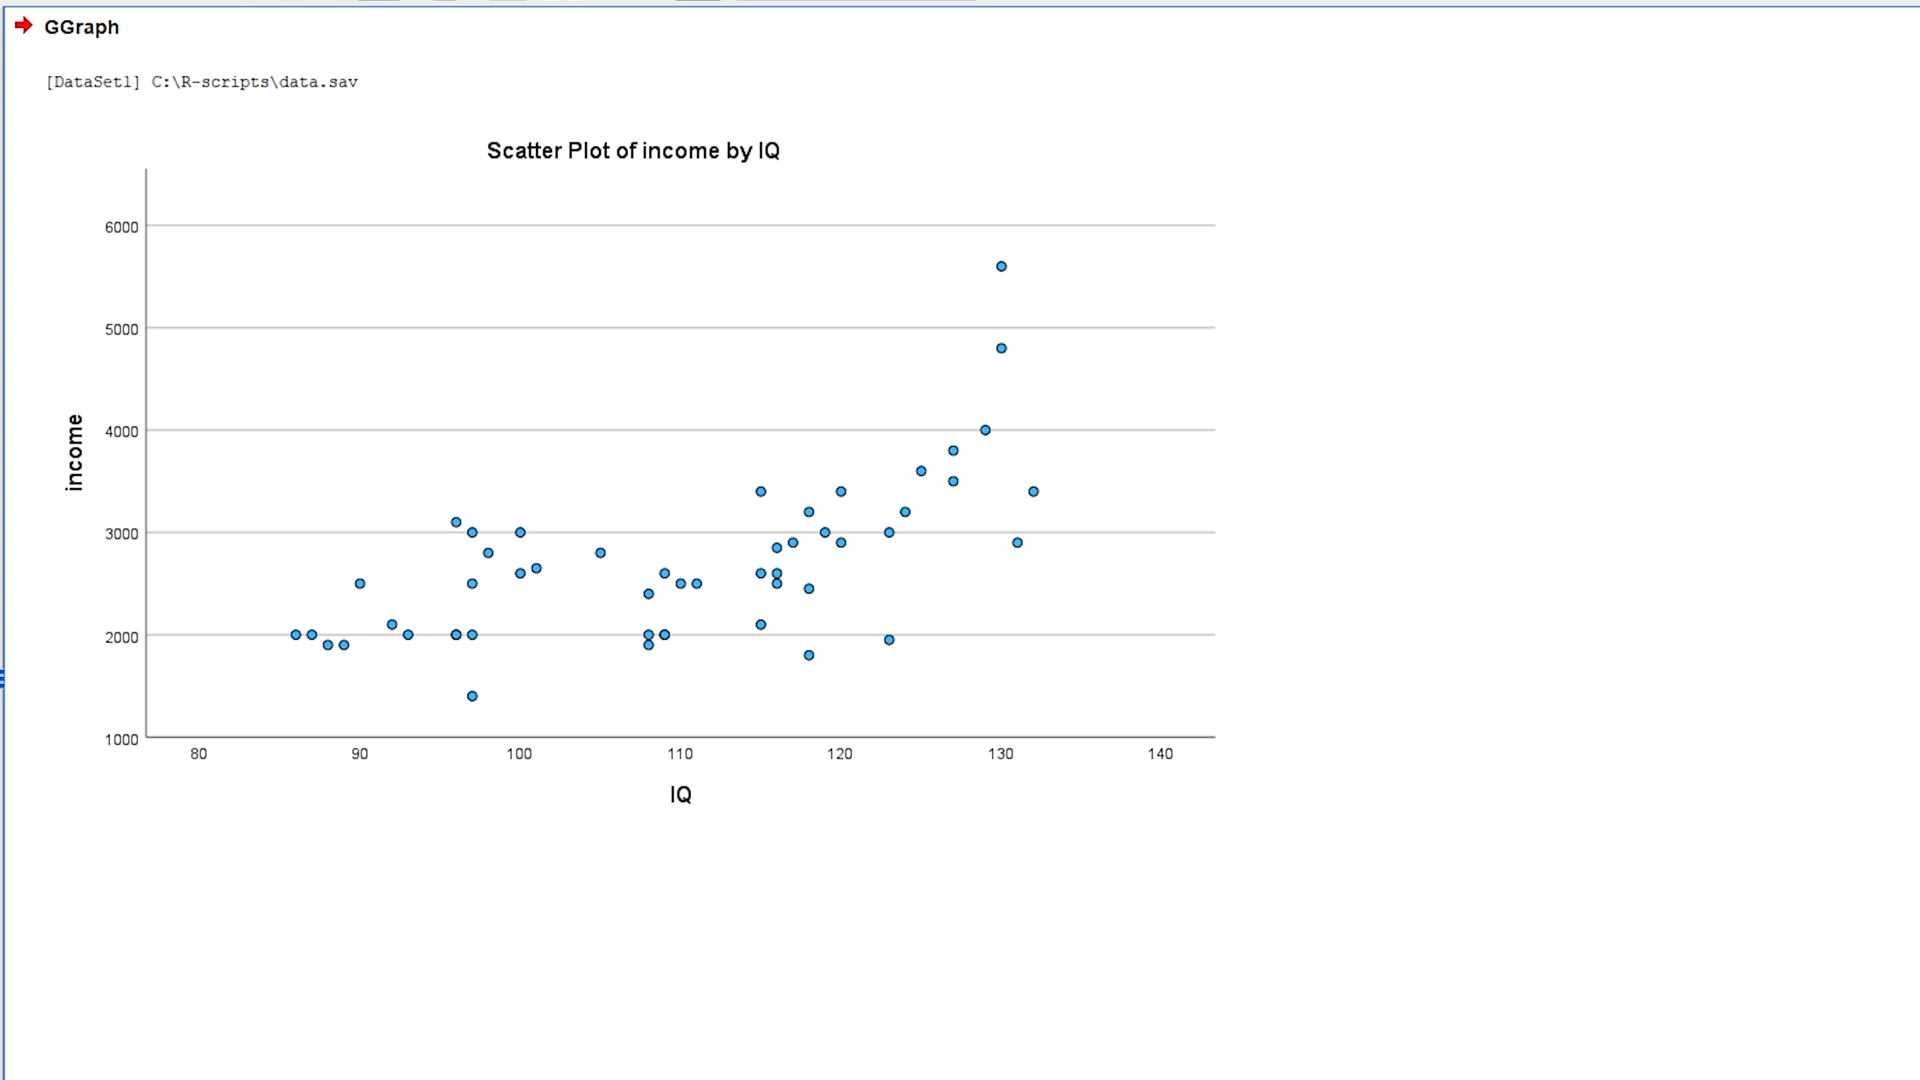 GGraph
[DataSet1] C:\R-scripts\data.sav
Scatter Plot of income by IQ
6000
5000
4000
3000
2000
1000
income
80 90 100 110 120 130 140
IQ